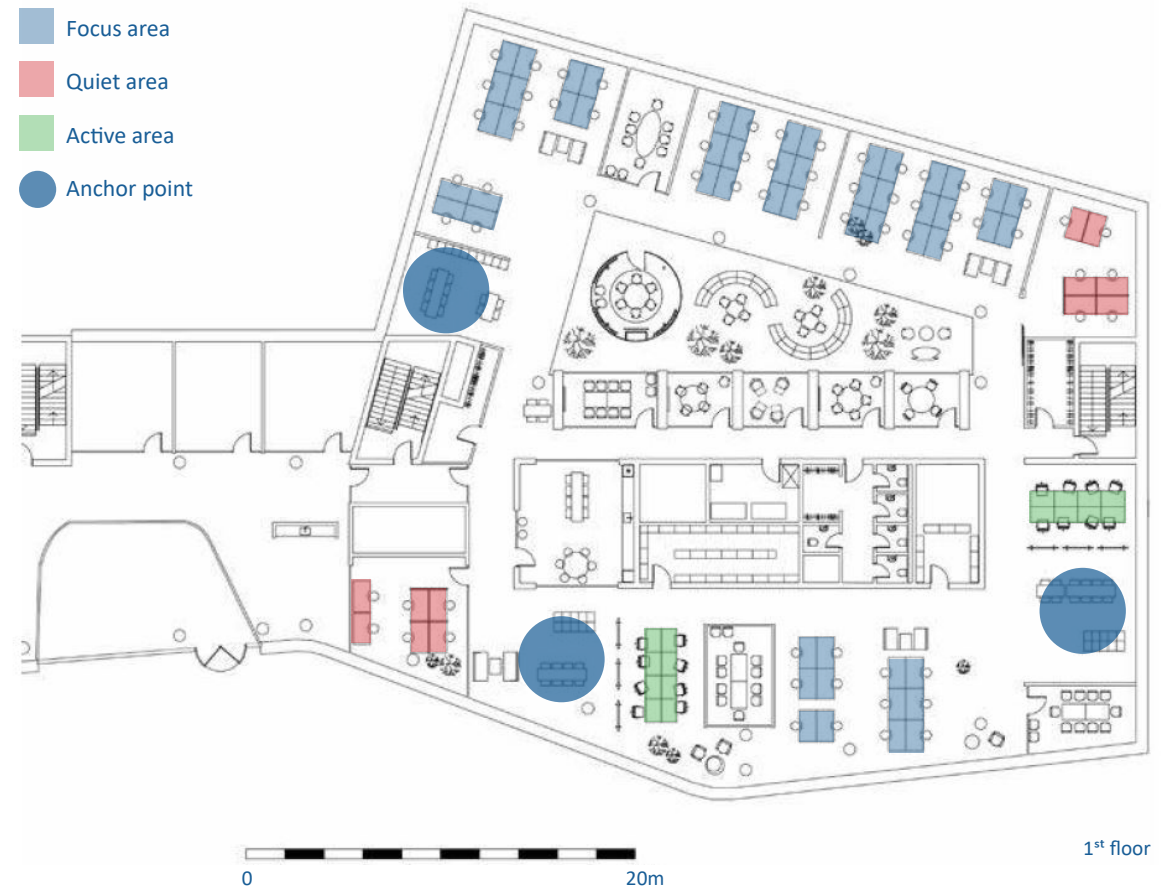 Focus area
Quiet area
Active area
Anchor point
1st floor
0
20m